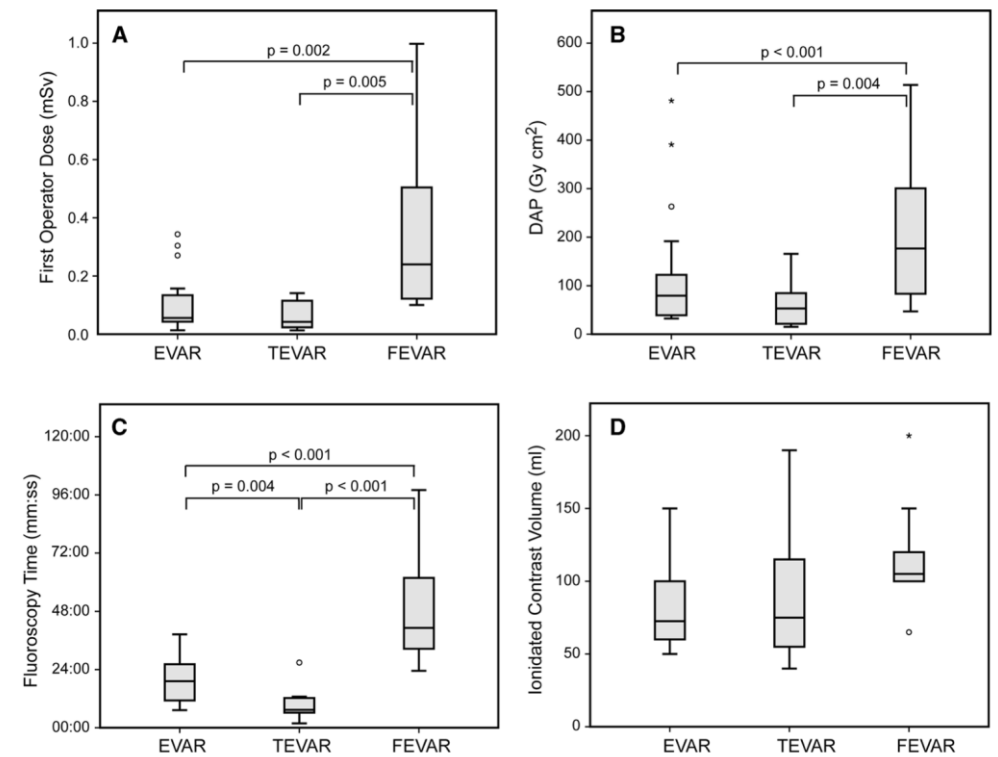 A
First Operator Dose (mSv)
1.0
0.8
0.6
0.4
0.2
0.0
p = 0.002
p = 0.005
EVAR TEVAR FEVAR
B
DAP (Gy cm²)
600
500
400
300
200
100
0
p < 0.001
p = 0.004
EVAR TEVAR FEVAR
C
Fluoroscopy Time (mm:ss)
120:00
96:00
72:00
48:00
24:00
00:00
p < 0.001
p = 0.004 p < 0.001
EVAR TEVAR FEVAR
D
Ionidated Contrast Volume (ml)
200
150
100
50
0
EVAR TEVAR FEVAR